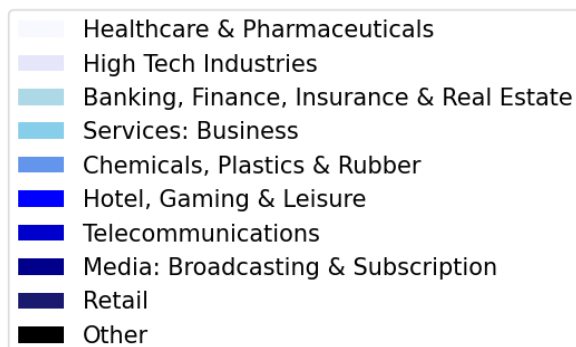 Healthcare & Pharmaceuticals
High Tech Industries
Banking, Finance, Insurance & Real Estate
Services: Business
Chemicals, Plastics & Rubber
Hotel, Gaming & Leisure
Telecommunications
Media: Broadcasting & Subscription
Retail
Other